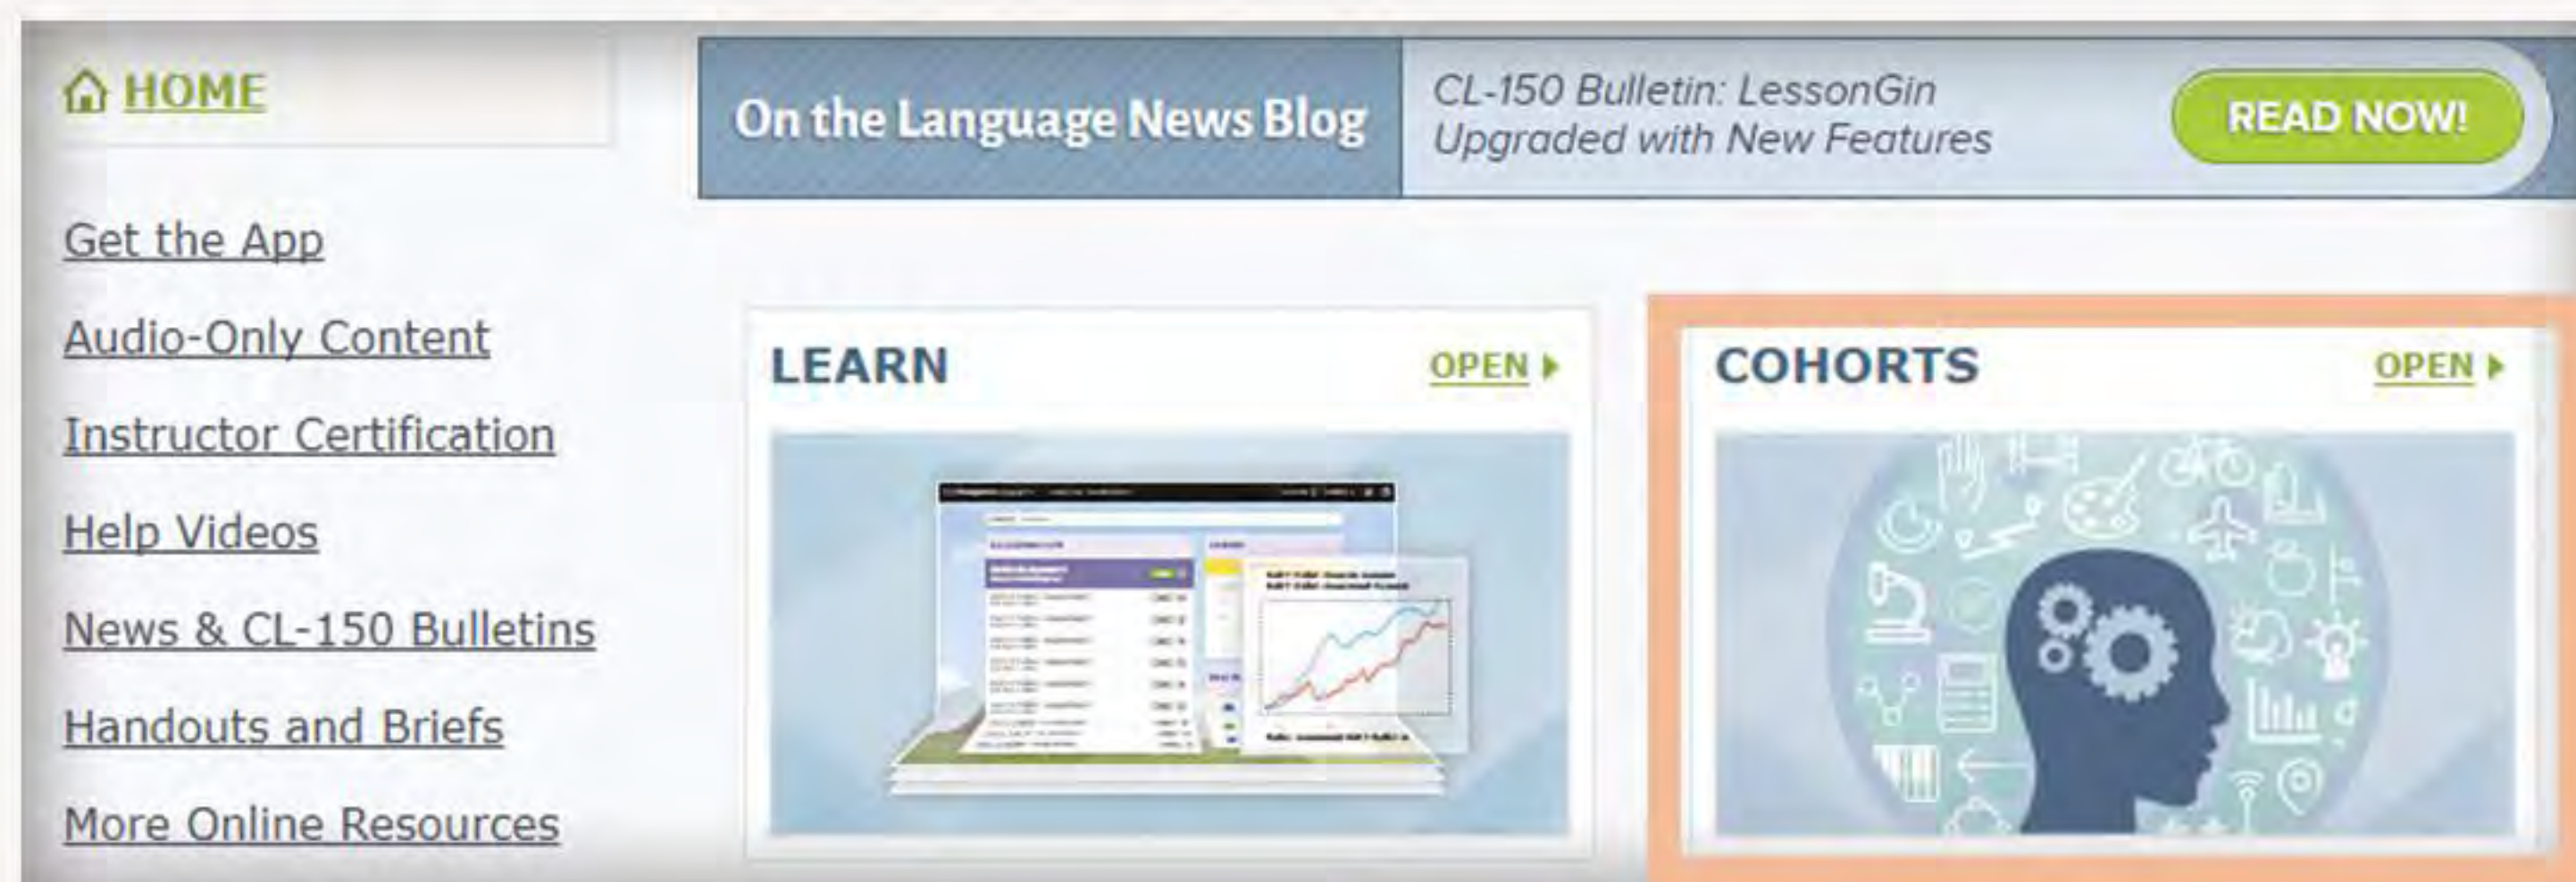 HOME
Get the App
Audio-Only Content
Instructor Certification
Help Videos
News & CL-150 Bulletins
Handouts and Briefs
More Online Resources
On the Language News Blog
CL-150 Bulletin: LessonGin
Upgraded with New Features
READ NOW!
LEARN
OPEN
COHORTS
OPEN